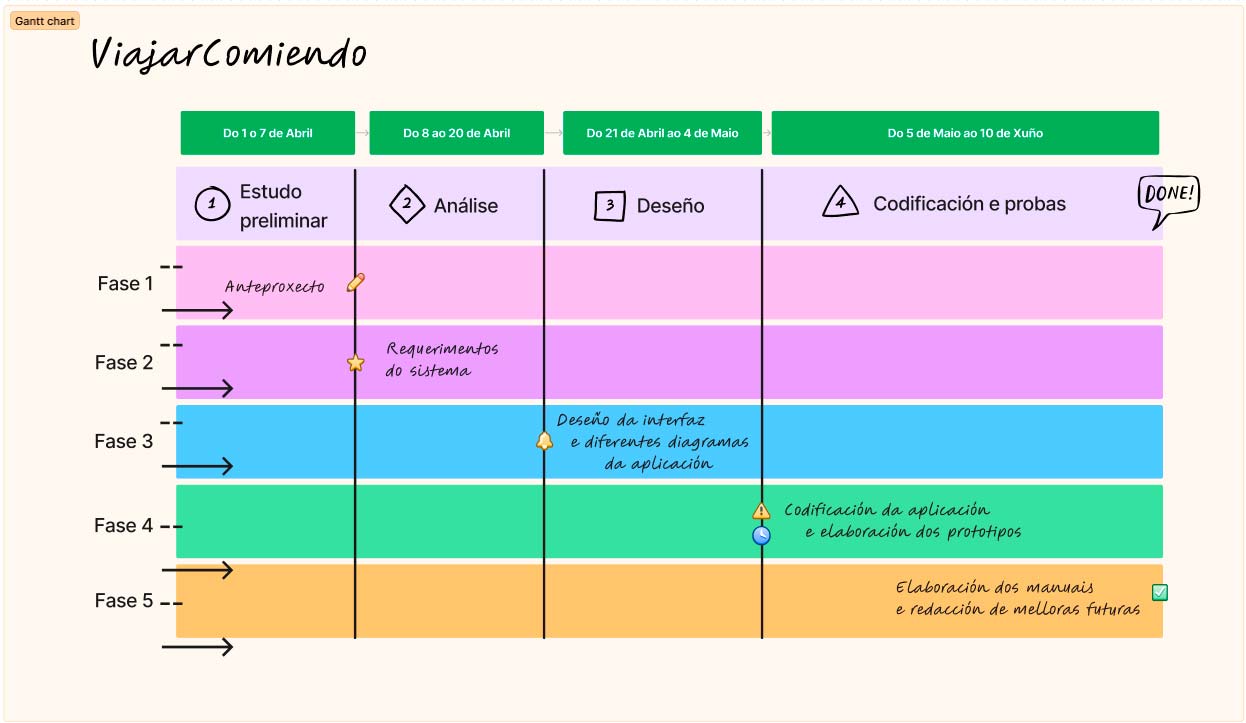 Gantt chart
ViajarComiendo
Do 1 o 7 de Abril
Do 8 ao 20 de Abril
Do 21 de Abril ao 4 de Maio
Do 5 de Maio ao 10 de Xuño
1
Estudo
preliminar
2
Análise
3
Deseño
4
Codificación e probas
DONE!
Fase 1
Anteproxecto
Fase 2
Requerimentos
do sistema
Fase 3
Deseño da interfaz
e diferentes diagramas
da aplicación
Fase 4
Codificación da aplicación
e elaboración dos prototipos
Fase 5
Elaboración dos manuais
e redacción de melloras futuras